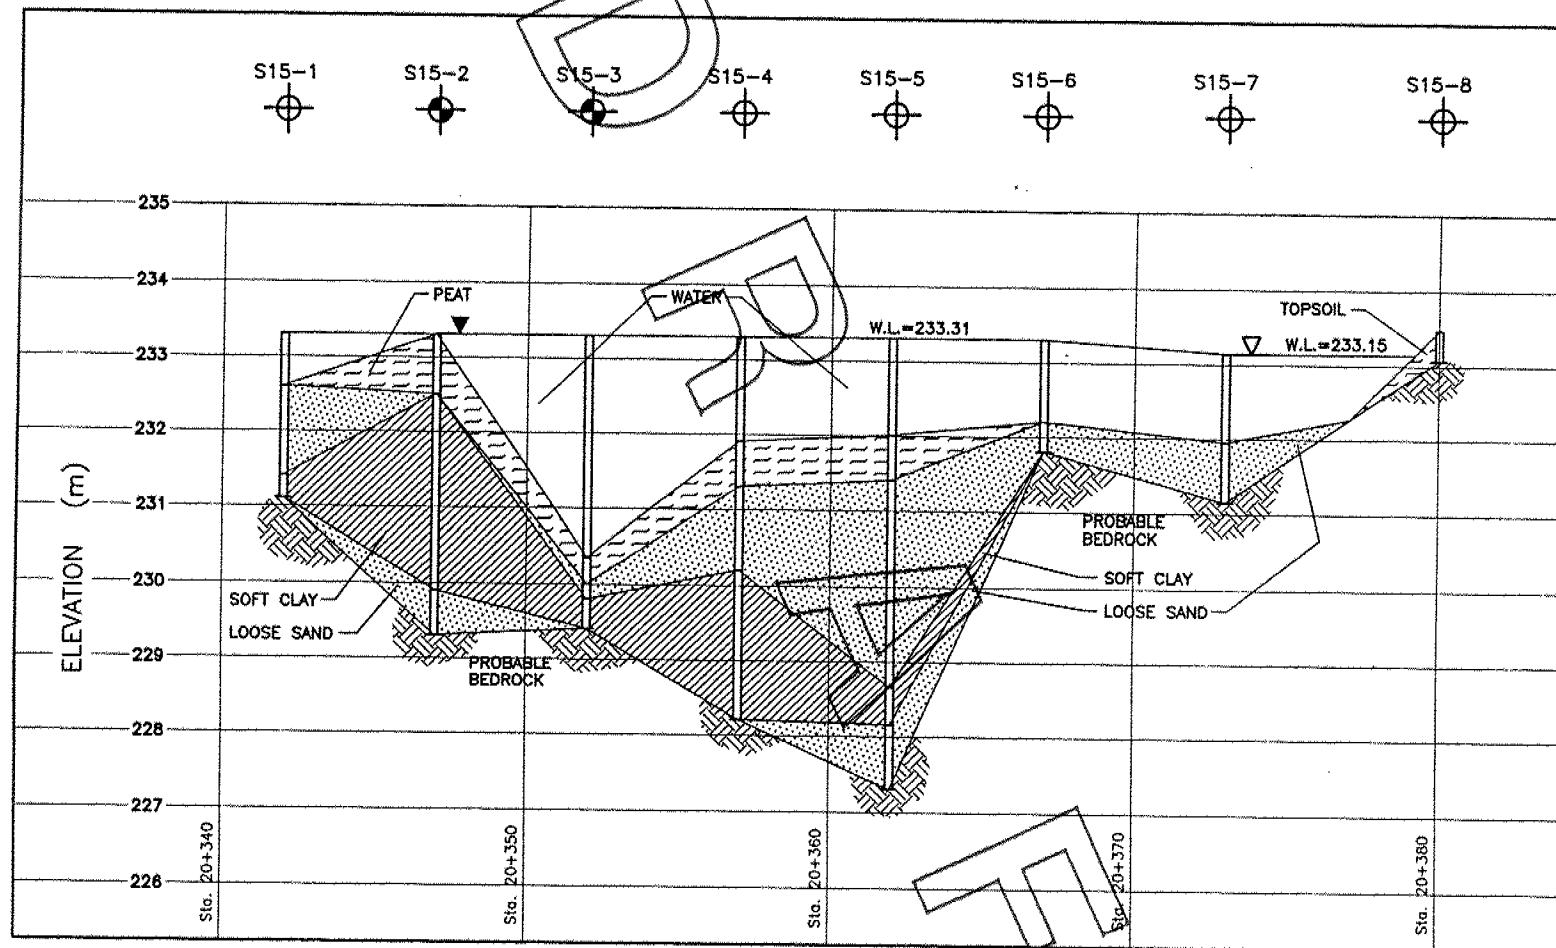 S15-1 S15-2 S15-3 S15-4 S15-5 S15-6 S15-7 S15-8
235
234
PEAT
WATER
TOPSOIL
W.L.=233.31
W.L.=233.15
233
232
231
PROBABLE
BEDROCK
230
SOFT CLAY
SOFT CLAY
LOOSE SAND
LOOSE SAND
229
PROBABLE
BEDROCK
228
227
226
ELEVATION (m)
Sta. 20+340
Sta. 20+350
Sta. 20+360
Sta. 20+370
Sta. 20+380
D
R
A
F